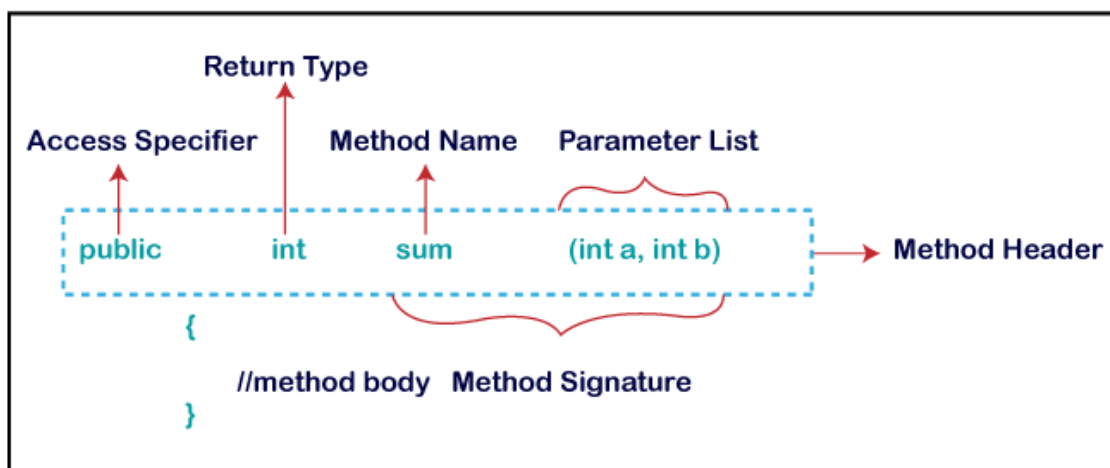 Return Type
Access Specifier Method Name Parameter List
public int sum (int a, int b) Method Header
{
//method body Method Signature
}